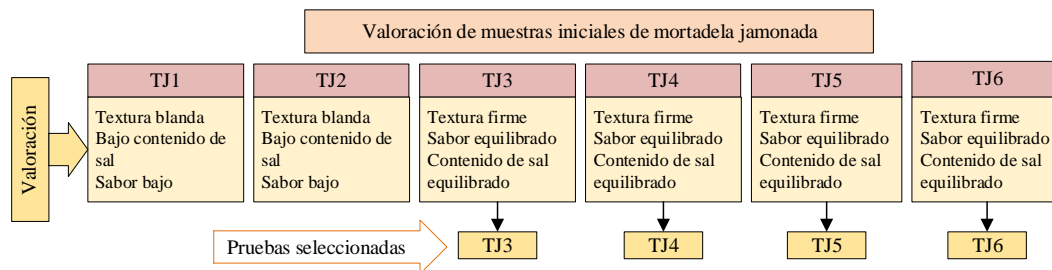 Valoración de muestras iniciales de mortadela jamonada
Valoración
TJ1
Textura blanda
Bajo contenido de
sal
Sabor bajo
TJ2
Textura blanda
Bajo contenido de
sal
Sabor bajo
TJ3
Textura firme
Sabor equilibrado
Contenido de sal
equilibrado
TJ4
Textura firme
Sabor equilibrado
Contenido de sal
equilibrado
TJ5
Textura firme
Sabor equilibrado
Contenido de sal
equilibrado
TJ6
Textura firme
Sabor equilibrado
Contenido de sal
equilibrado
Pruebas seleccionadas
TJ3
TJ4
TJ5
TJ6